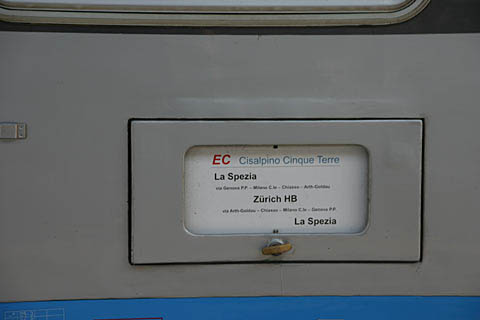 EC Cisalpino Cinque Terre
La Spezia
via Genova P.P. – Milano C.le – Chiasso – Arth-Goldau
Zürich HB
via Arth-Goldau – Chiasso – Milano C.le – Genova P.P.
La Spezia